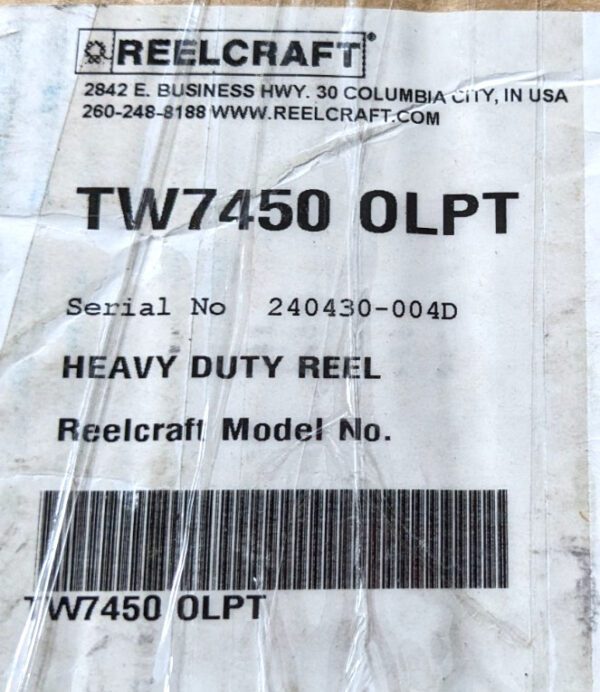 REELCRAFT®
2842 E. BUSINESS HWY. 30 COLUMBIA CITY, IN USA
260-248-8188 WWW.REELCRAFT.COM
TW7450 OLPT
Serial No 240430-004D
HEAVY DUTY REEL
Reelcraft Model No.
TW7450 OLPT